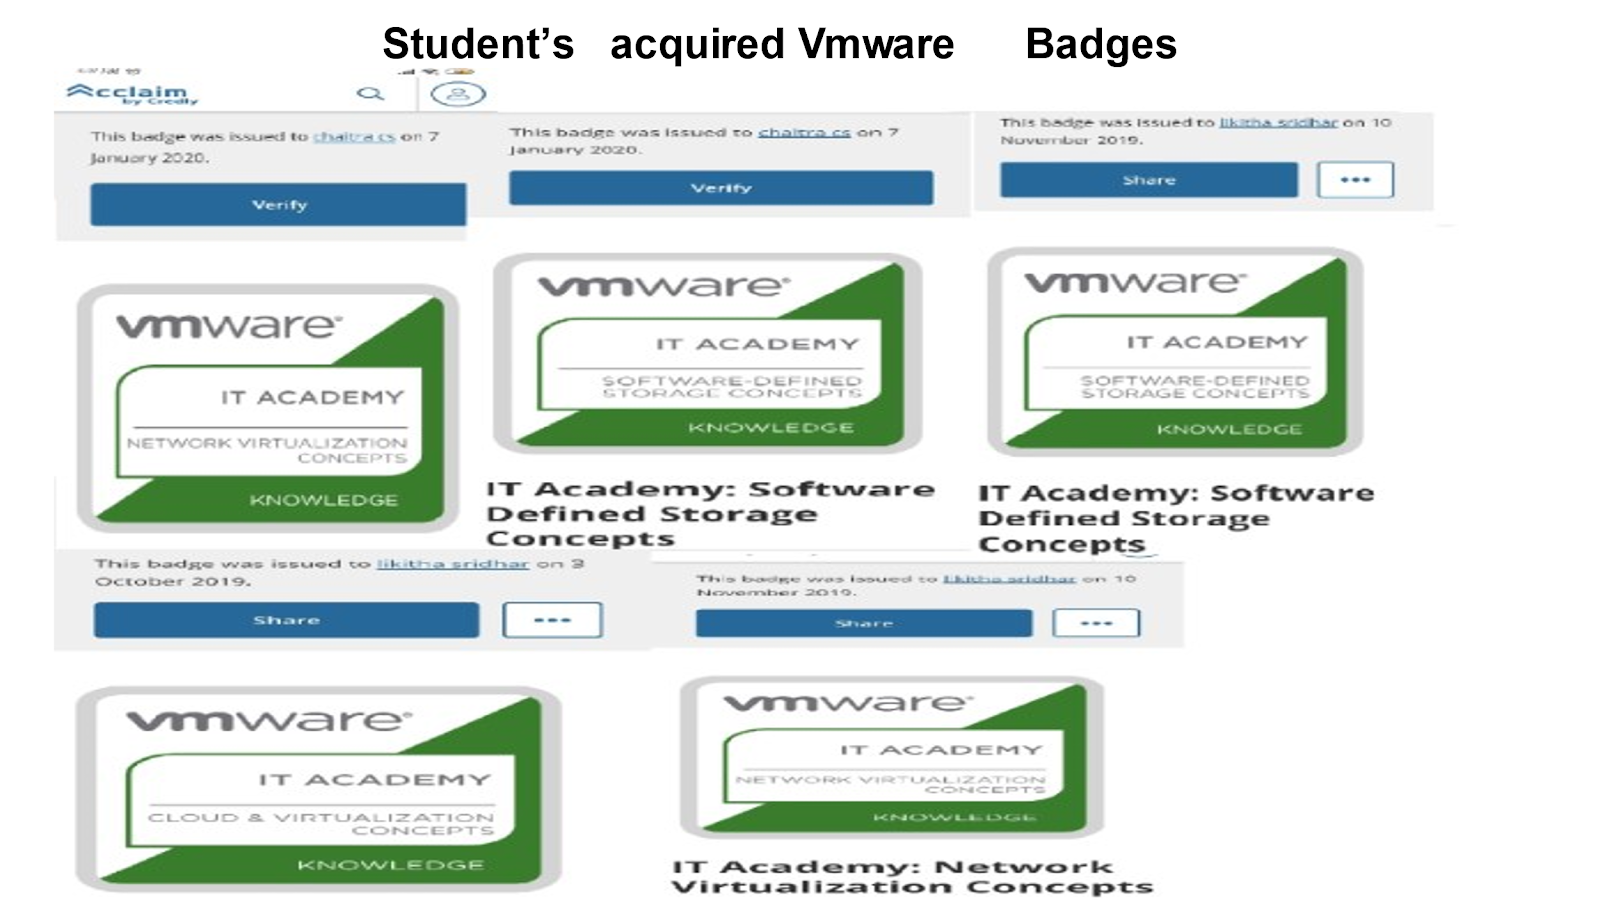 Student’s acquired Vmware Badges
Acclaim
by Credly
This badge was issued to chaitra cs on 7
January 2020.
Verify
vmware®
IT ACADEMY
NETWORK VIRTUALIZATION
CONCEPTS
KNOWLEDGE
This badge was issued to chaitra cs on 7
January 2020.
Verify
vmware®
IT ACADEMY
SOFTWARE-DEFINED
STORAGE CONCEPTS
KNOWLEDGE
IT Academy: Software
Defined Storage
Concepts
This badge was issued to likitha sridhar on 10
November 2019.
Share
vmware®
IT ACADEMY
SOFTWARE-DEFINED
STORAGE CONCEPTS
KNOWLEDGE
IT Academy: Software
Defined Storage
Concepts
This badge was issued to likitha sridhar on 3
October 2019.
Share
vmware®
IT ACADEMY
CLOUD & VIRTUALIZATION
CONCEPTS
KNOWLEDGE
This badge was issued to likitha sridhar on 10
November 2019.
Share
vmware®
IT ACADEMY
NETWORK VIRTUALIZATION
CONCEPTS
KNOWLEDGE
IT Academy: Network
Virtualization Concepts